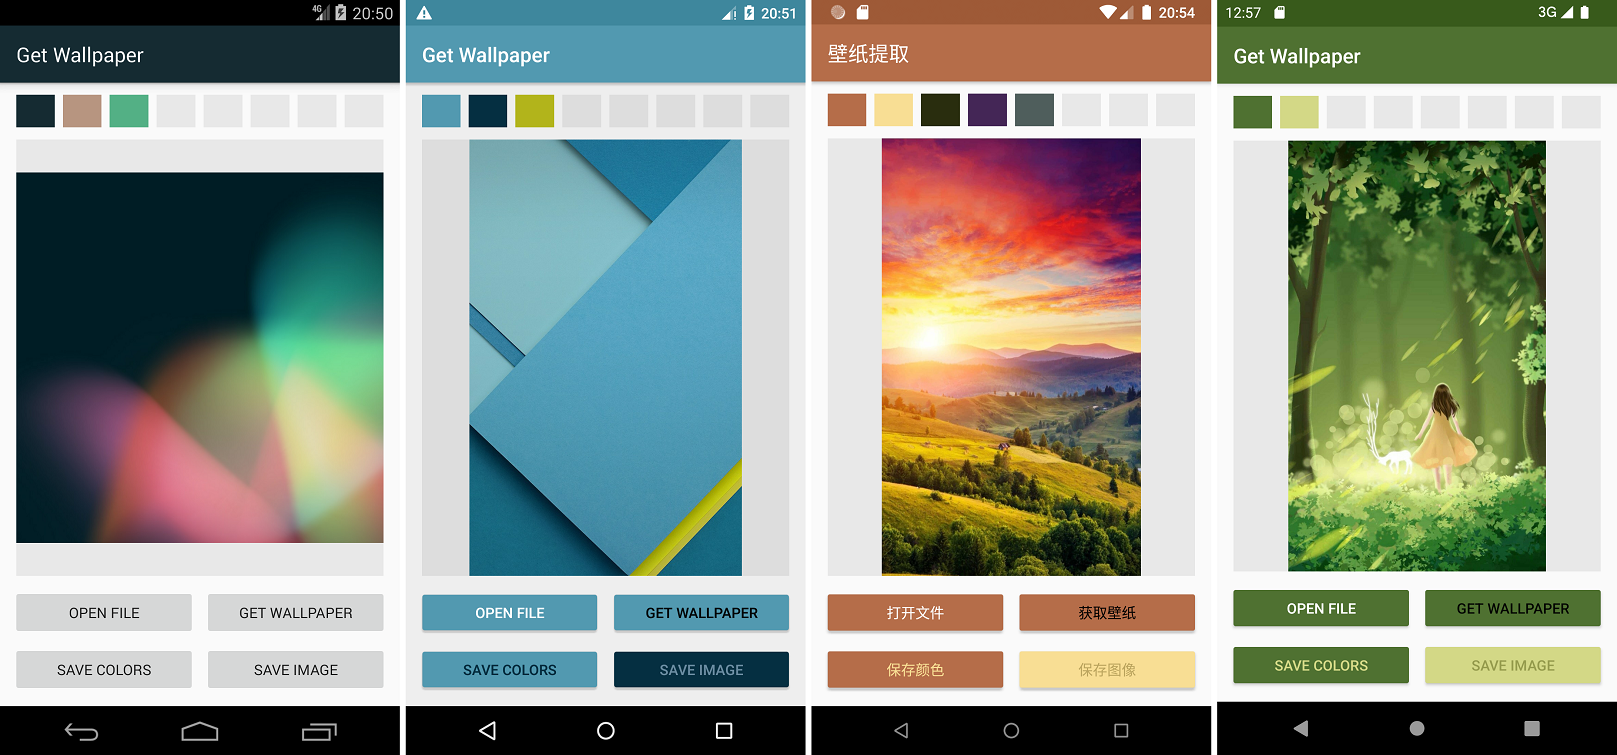 4G 20:50
Get Wallpaper
OPEN FILE
GET WALLPAPER
SAVE COLORS
SAVE IMAGE
20:51
Get Wallpaper
OPEN FILE
GET WALLPAPER
SAVE COLORS
SAVE IMAGE
20:54
壁纸提取
打开文件
获取壁纸
保存颜色
保存图像
12:57 3G
Get Wallpaper
OPEN FILE
GET WALLPAPER
SAVE COLORS
SAVE IMAGE